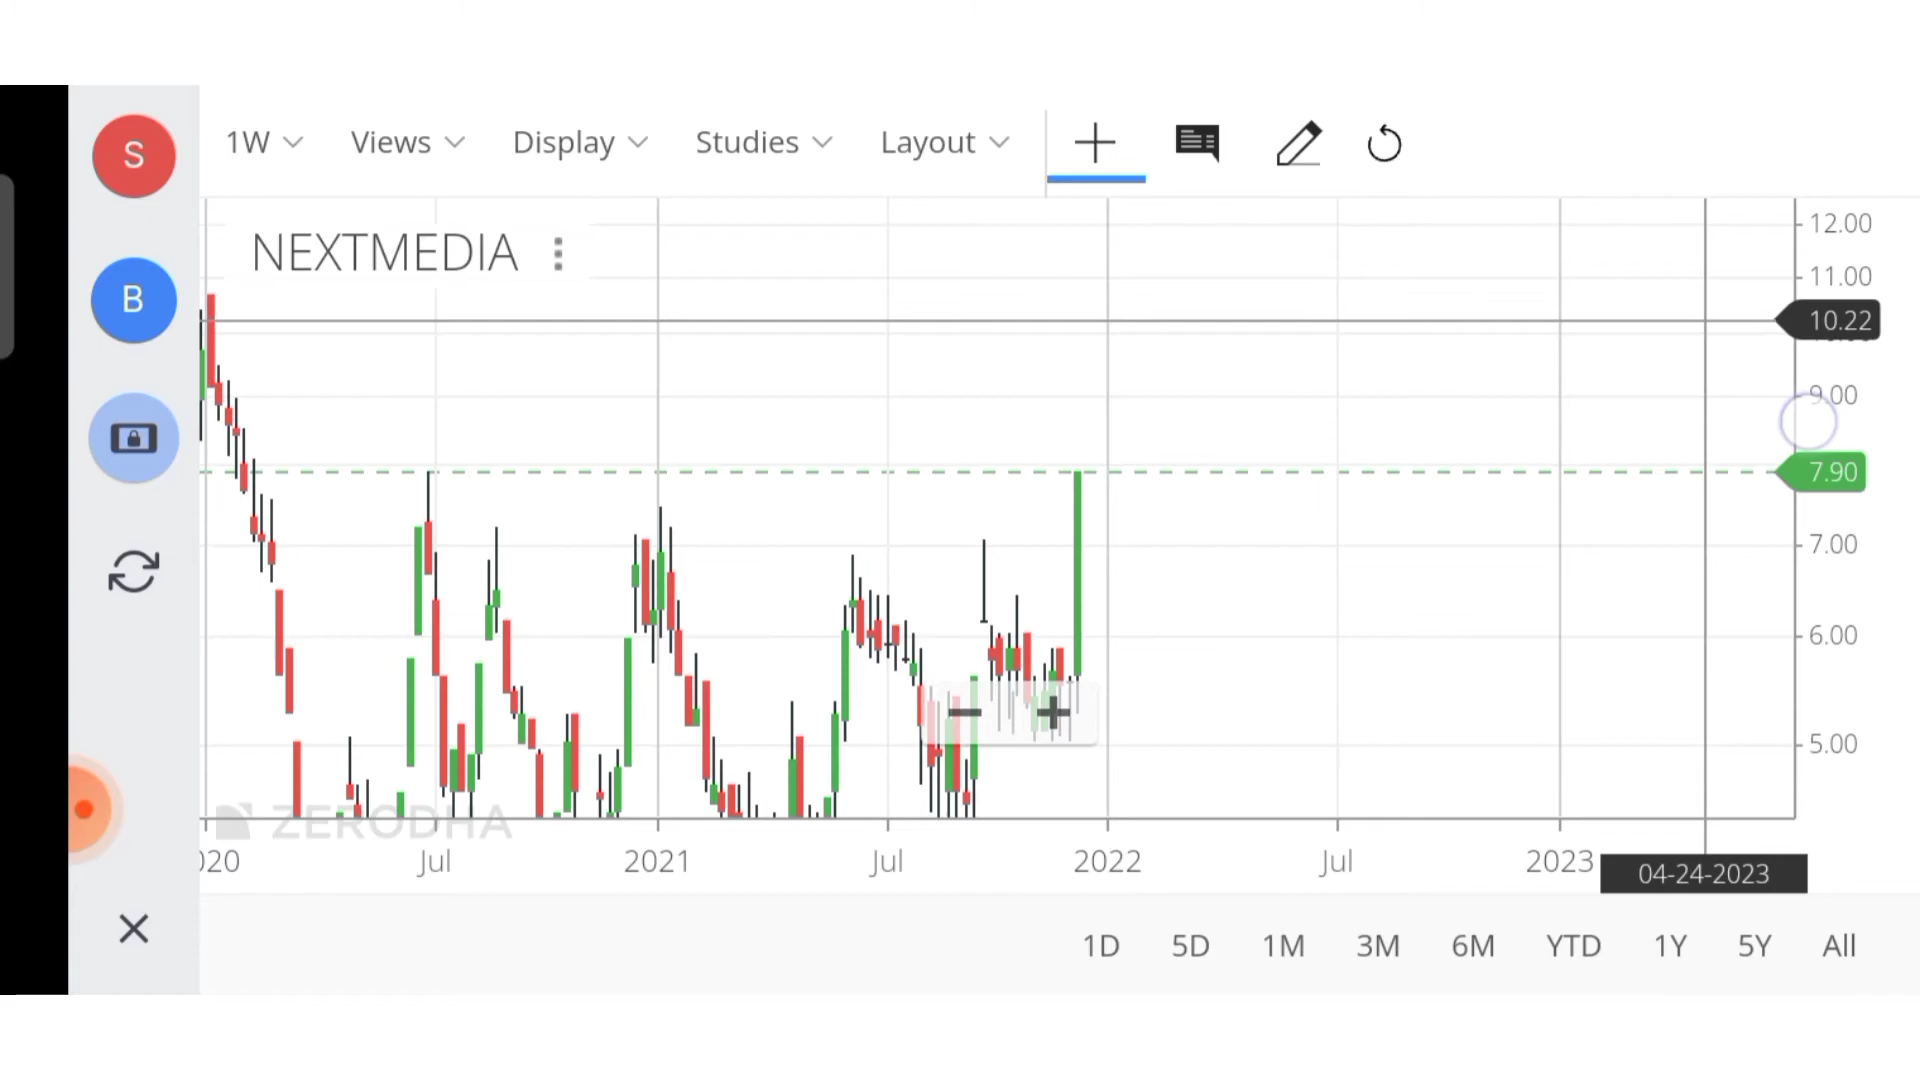 S
1W Views Display Studies Layout
NEXTMEDIA
B
12.00
11.00
10.22
9.00
7.90
7.00
6.00
5.00
ZERODHA
Jul 2021 Jul 2022 Jul 2023
04-24-2023
1D 5D 1M 3M 6M YTD 1Y 5Y All